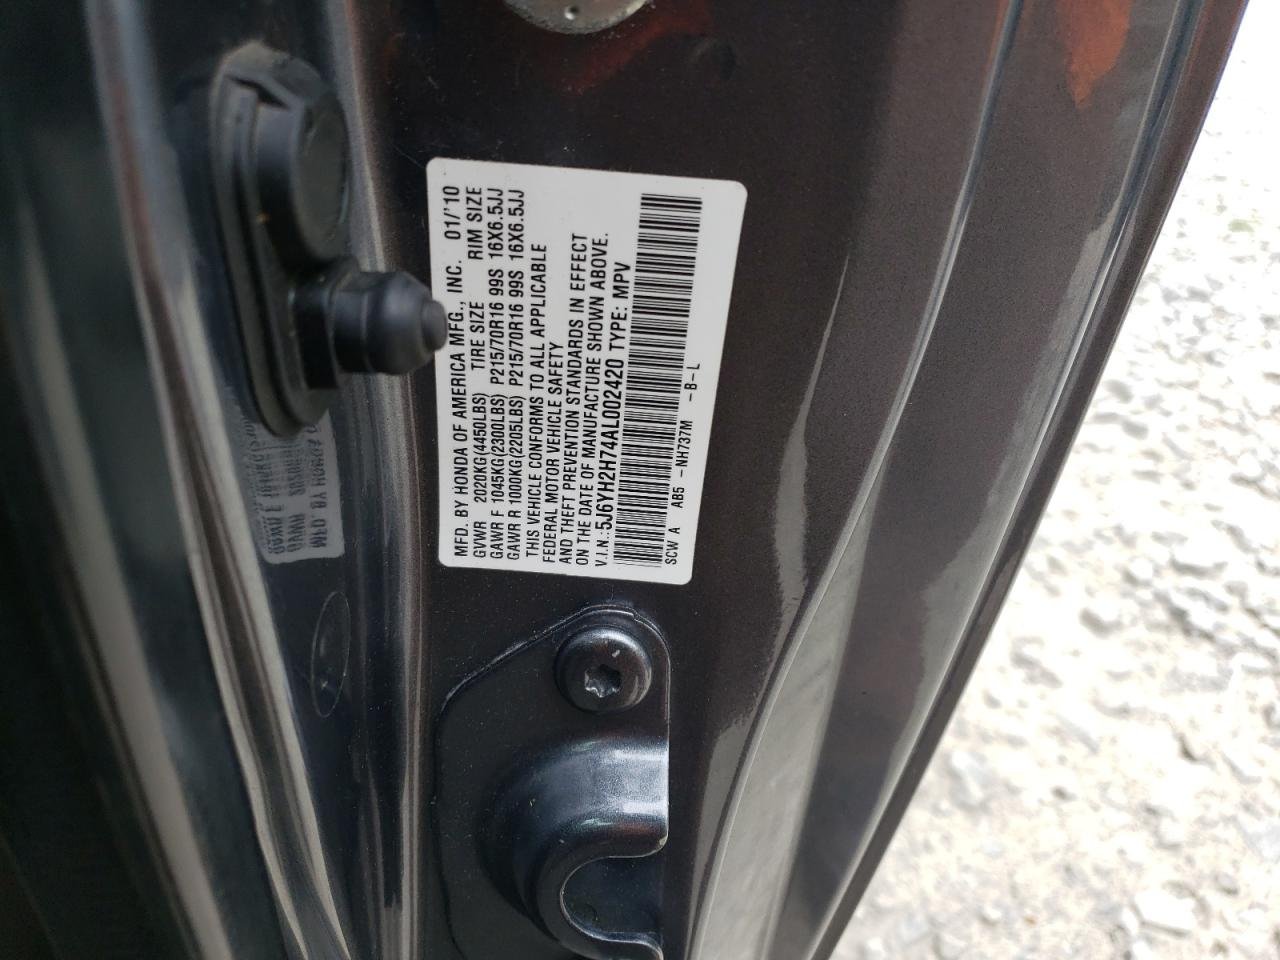 MFD. BY HONDA OF AMERICA MFG., INC. 01/'10
GVWR 2020KG(4450LBS) TIRE SIZE RIM SIZE
GAWR F 1045KG(2300LBS) P215/70R16 99S 16X6.5JJ
GAWR R 1000KG(2205LBS) P215/70R16 99S 16X6.5JJ
THIS VEHICLE CONFORMS TO ALL APPLICABLE
FEDERAL MOTOR VEHICLE SAFETY
AND THEFT PREVENTION STANDARDS IN EFFECT
ON THE DATE OF MANUFACTURE SHOWN ABOVE.
V.I.N.:5J6YH2H74AL002420 TYPE: MPV
SCW A AB5 -NH737M -B-L